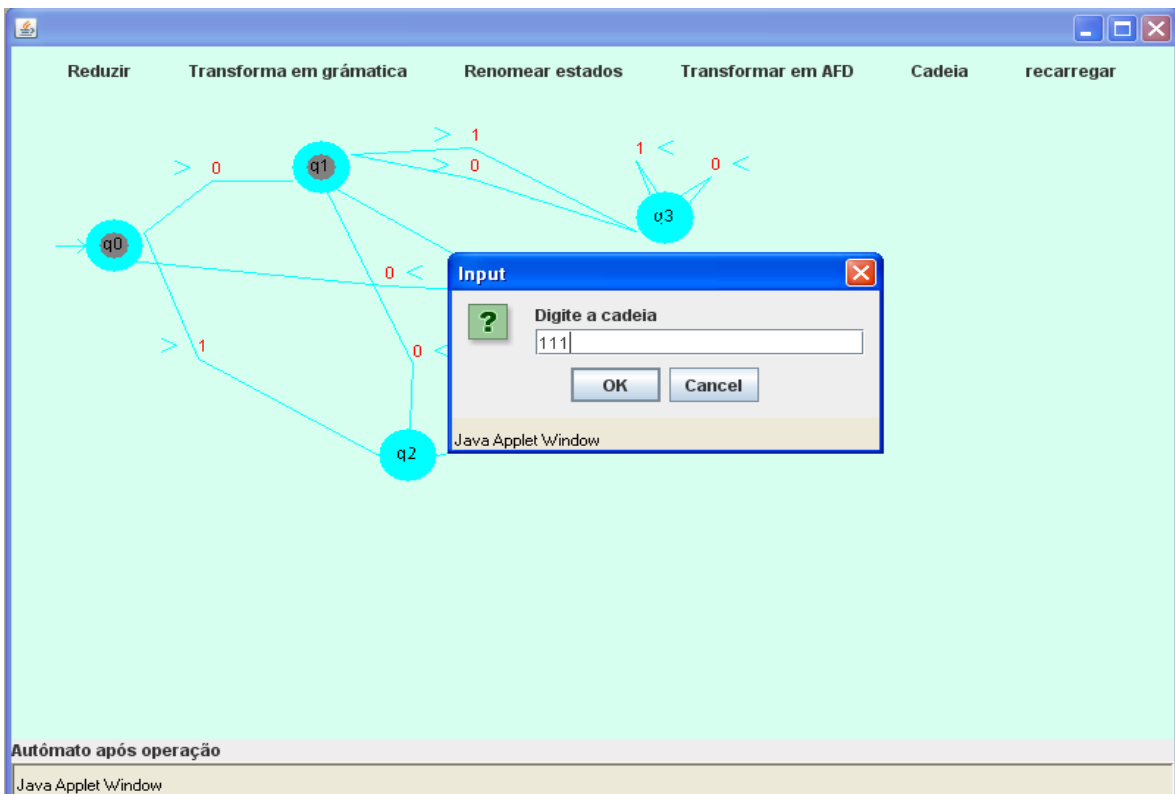 Reduzir Transforma em grámatica Renomear estados Transformar em AFD Cadeia recarregar
> 1
1 <
> 0
q1
> 0
0 <
q3
q0
0 <
Input
Digite a cadeia
111
> 1
0 <
OK Cancel
Java Applet Window
q2
Autômato após operação
Java Applet Window